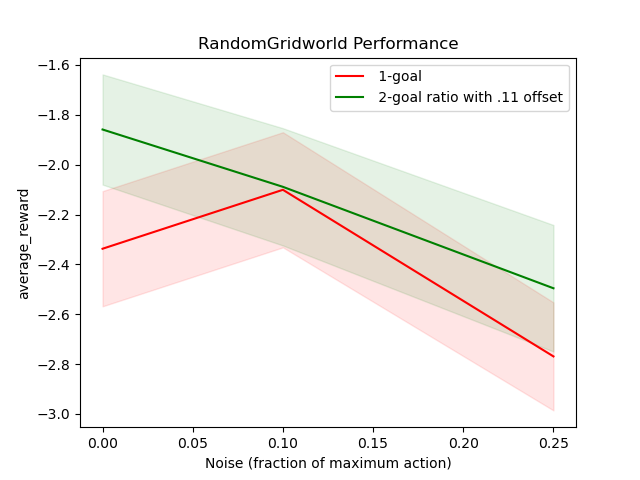 RandomGridworld Performance
1-goal
2-goal ratio with .11 offset
−1.6
−1.8
−2.0
−2.2
−2.4
−2.6
−2.8
−3.0
average_reward
0.00 0.05 0.10 0.15 0.20 0.25
Noise (fraction of maximum action)